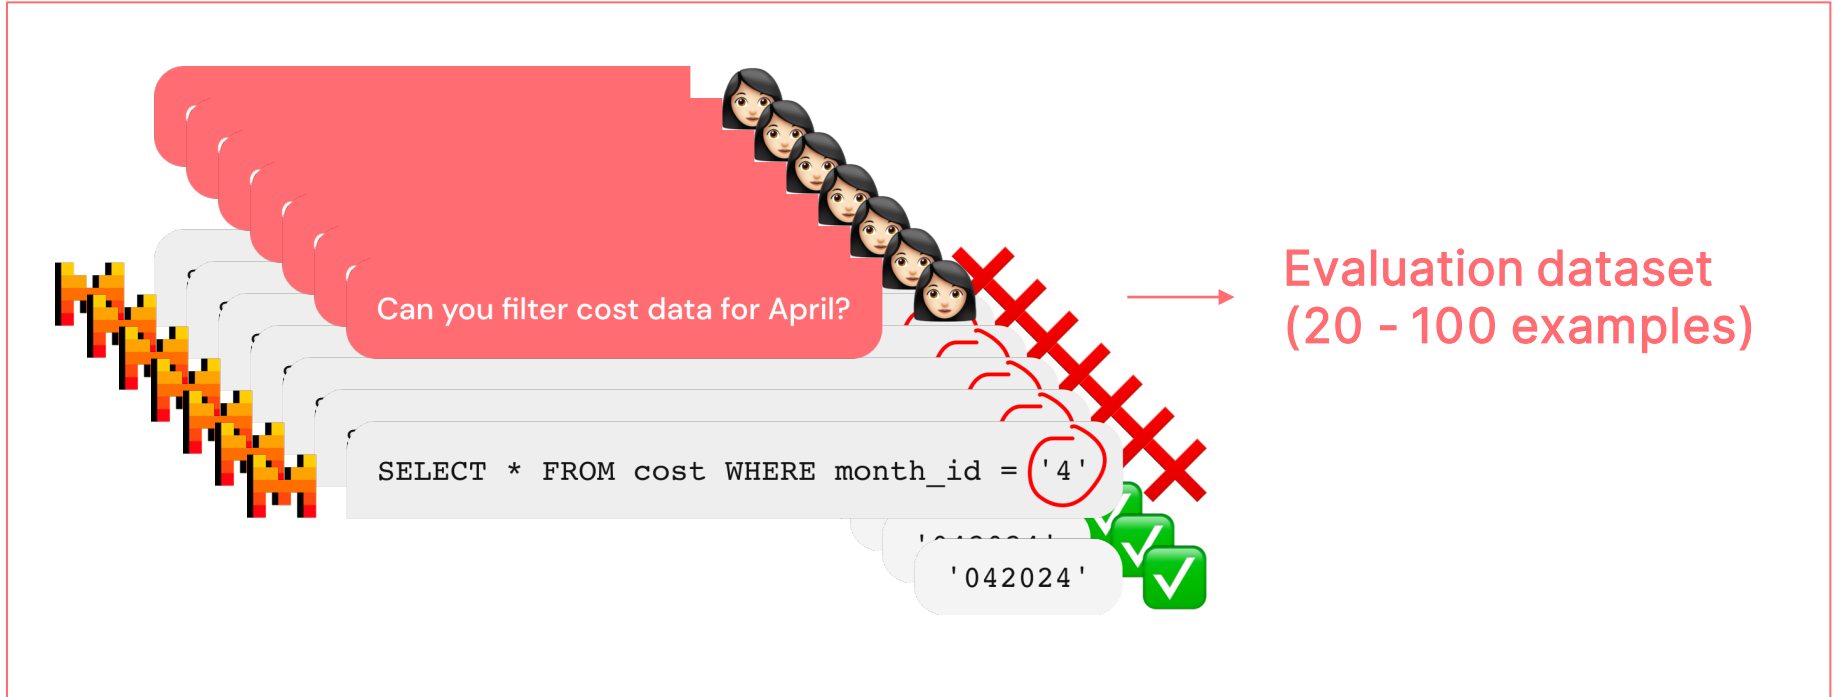 Can you filter cost data for April?
SELECT * FROM cost WHERE month_id = '4'
'042024'
'042024'
Evaluation dataset
(20 - 100 examples)